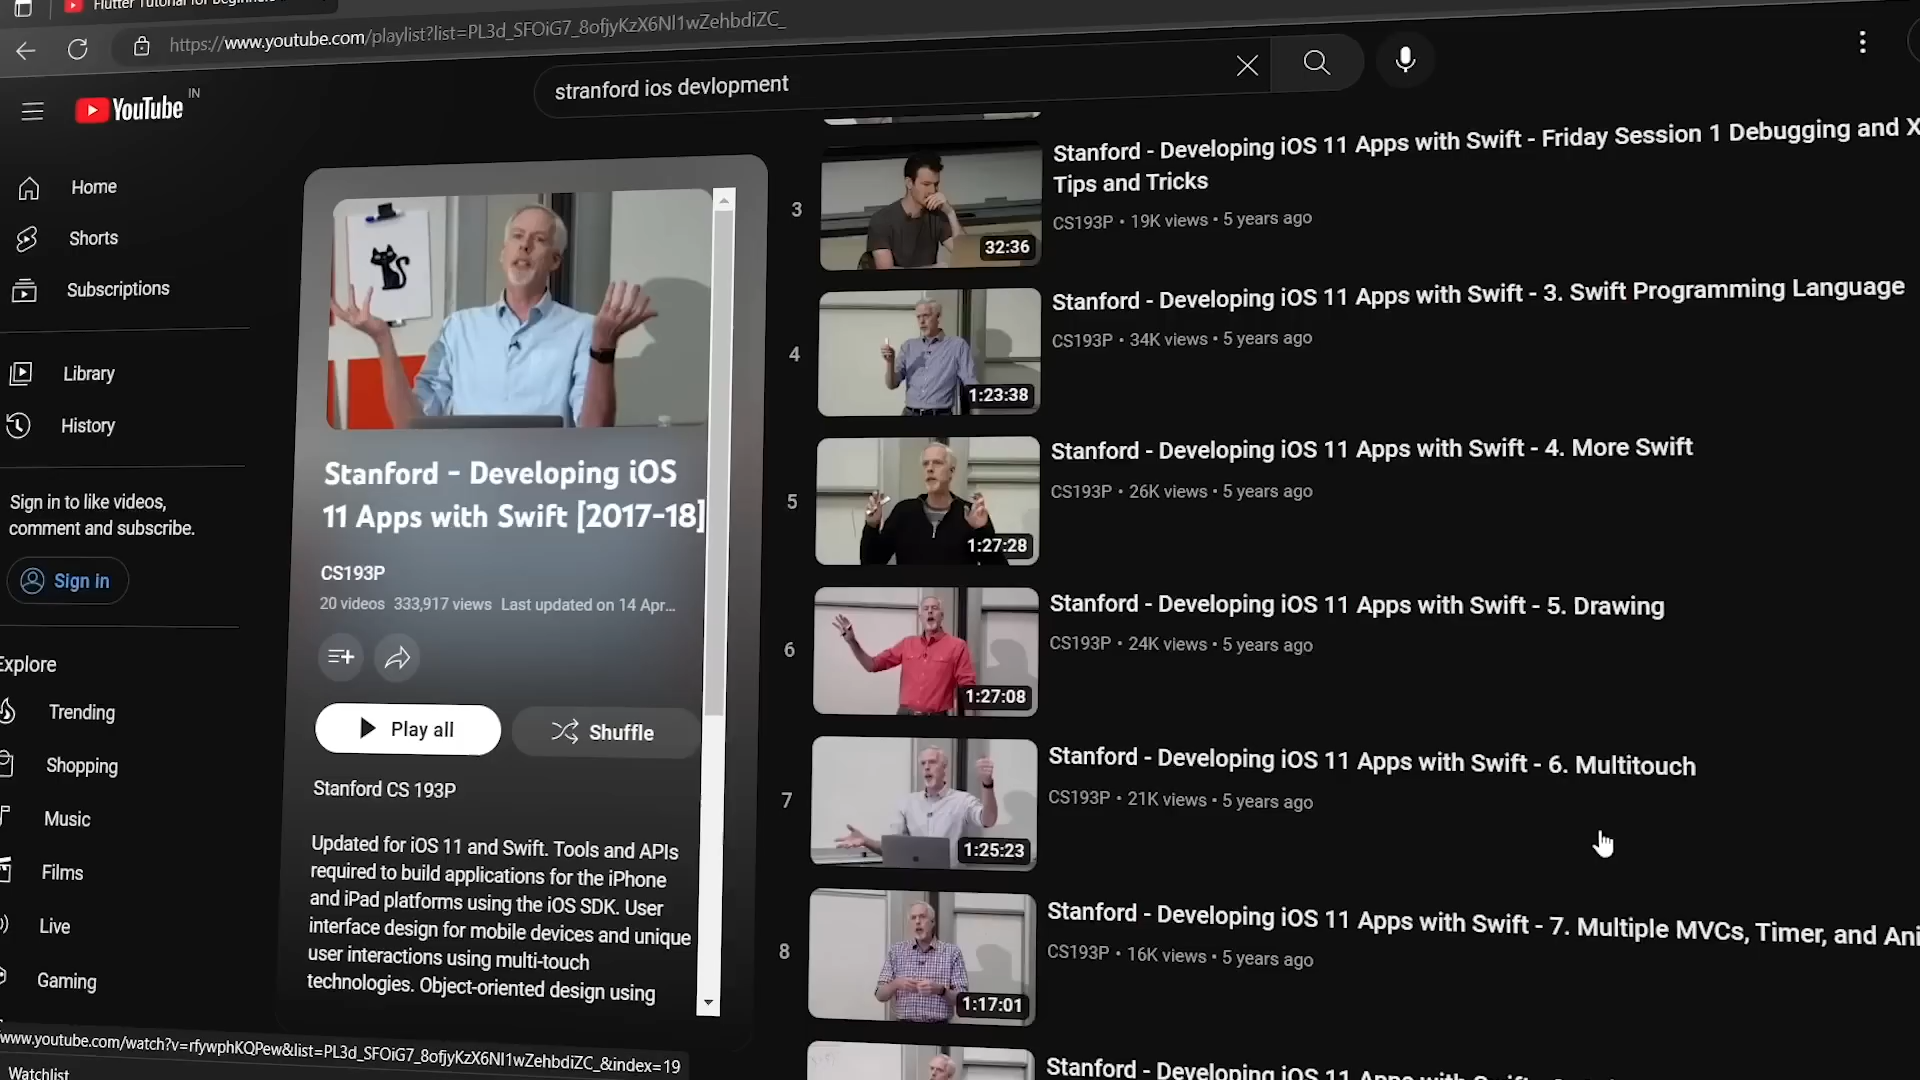 Flutter Tutorial for Beginners
https://www.youtube.com/playlist?list=PL3d_SFOiG7_8ofjyKzX6Nl1wZehbdiZC_
YouTube
IN
stranford ios devlopment
Home
Shorts
Subscriptions
Library
History
Sign in to like videos,
comment and subscribe.
Sign in
Explore
Trending
Shopping
Music
Films
Live
Gaming
www.youtube.com/watch?v=rfywphKQPew&list=PL3d_SFOiG7_8ofjyKzX6Nl1wZehbdiZC_&index=19
Watchlist
Stanford - Developing iOS
11 Apps with Swift [2017-18]
CS193P
20 videos 333,917 views Last updated on 14 Apr...
Play all
Shuffle
Stanford CS 193P
Updated for iOS 11 and Swift. Tools and APIs
required to build applications for the iPhone
and iPad platforms using the iOS SDK. User
interface design for mobile devices and unique
user interactions using multi-touch
technologies. Object-oriented design using
3
32:36
Stanford - Developing iOS 11 Apps with Swift - Friday Session 1 Debugging and X
Tips and Tricks
CS193P • 19K views • 5 years ago
4
1:23:38
Stanford - Developing iOS 11 Apps with Swift - 3. Swift Programming Language
CS193P • 34K views • 5 years ago
5
1:27:28
Stanford - Developing iOS 11 Apps with Swift - 4. More Swift
CS193P • 26K views • 5 years ago
6
1:27:08
Stanford - Developing iOS 11 Apps with Swift - 5. Drawing
CS193P • 24K views • 5 years ago
7
1:25:23
Stanford - Developing iOS 11 Apps with Swift - 6. Multitouch
CS193P • 21K views • 5 years ago
8
1:17:01
Stanford - Developing iOS 11 Apps with Swift - 7. Multiple MVCs, Timer, and Ani
CS193P • 16K views • 5 years ago
Stanford - Developing iOS 11 Apps with Swift